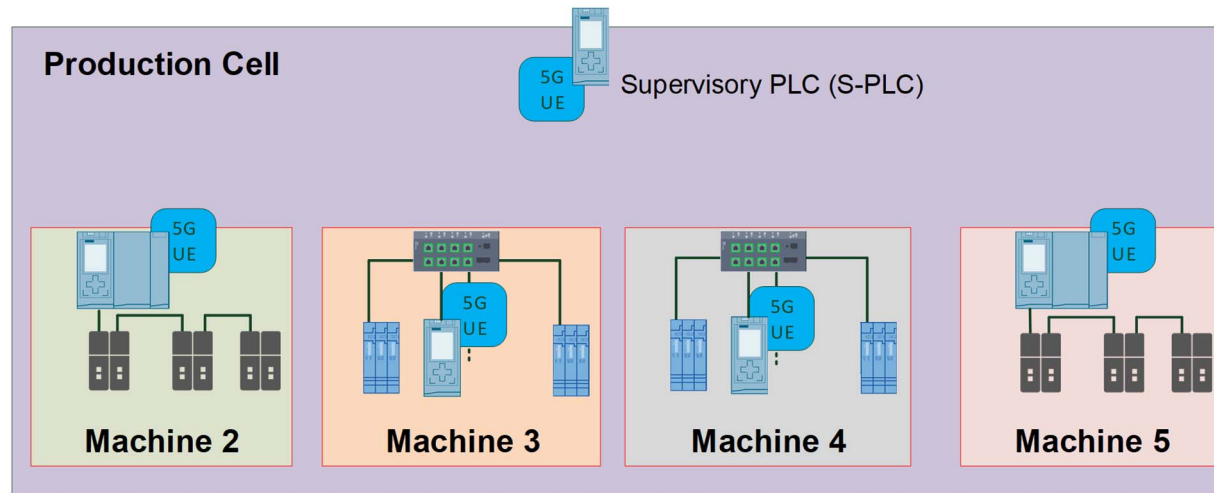 Production Cell
5G
UE
Supervisory PLC (S-PLC)
5G
UE
5G
UE
5G
UE
5G
UE
Machine 2
Machine 3
Machine 4
Machine 5